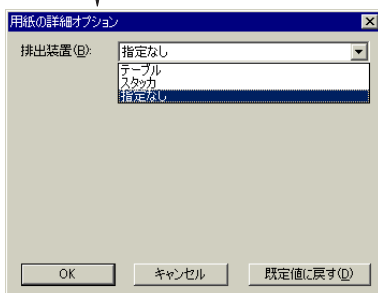 用紙の詳細オプション
排出装置(B): 指定なし
テーブル
スタッカ
指定なし
OK キャンセル 既定値に戻す(D)